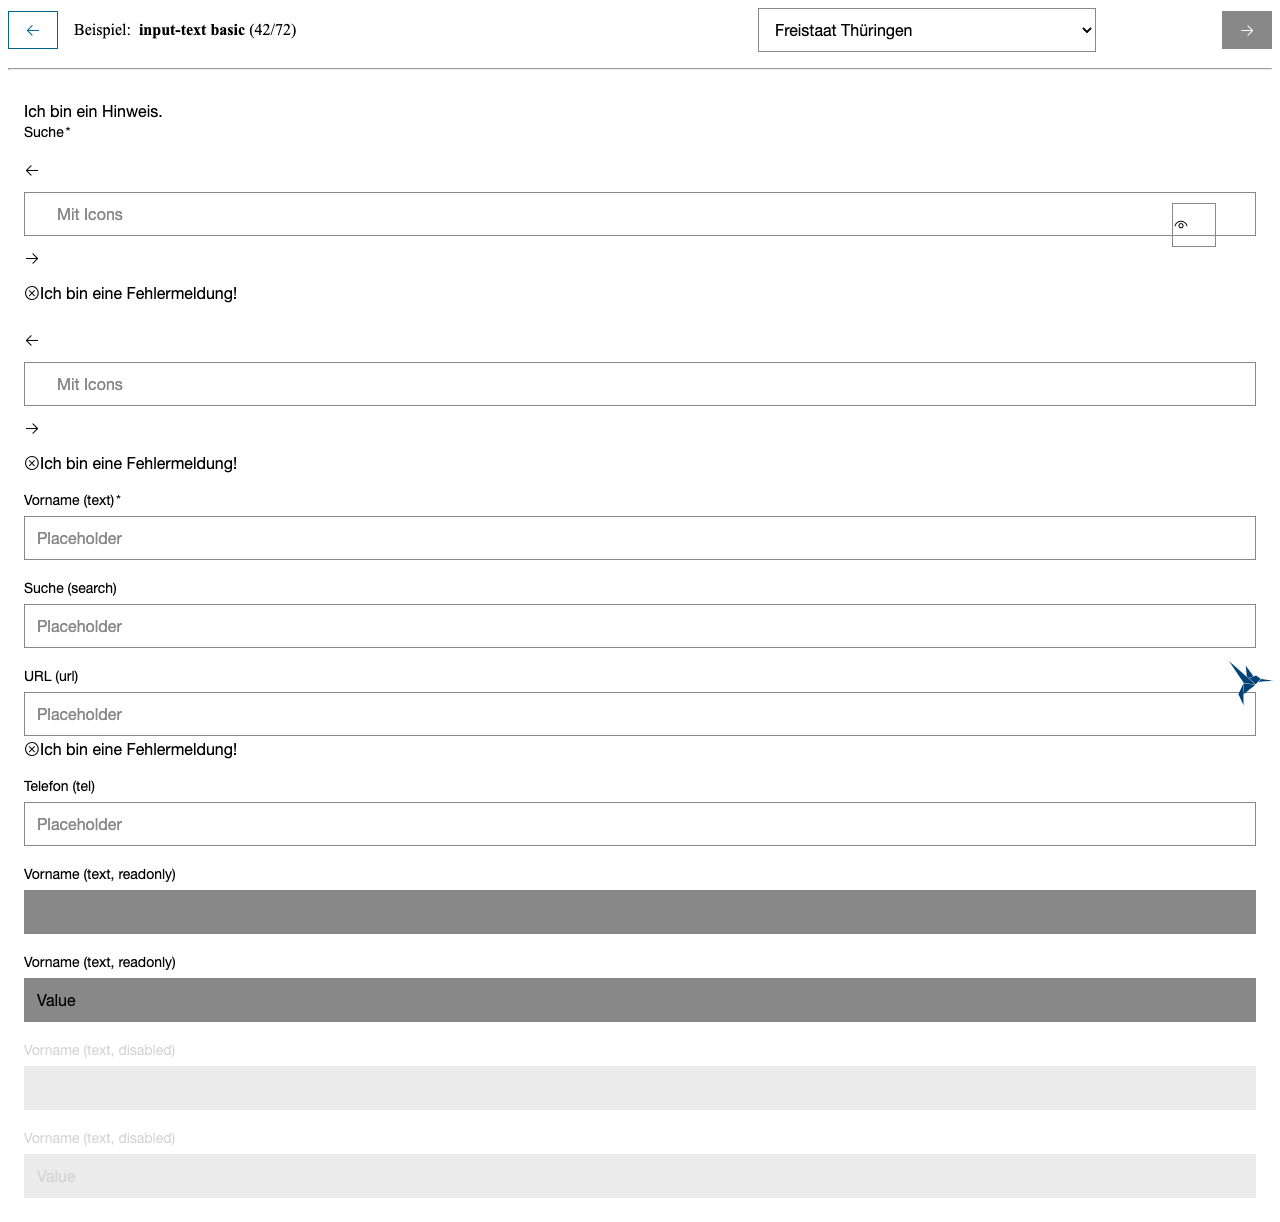 Beispiel: input-text basic (42/72)
Freistaat Thüringen
Ich bin ein Hinweis.
Suche*
Mit Icons
Ich bin eine Fehlermeldung!
Mit Icons
Ich bin eine Fehlermeldung!
Vorname (text)*
Placeholder
Suche (search)
Placeholder
URL (url)
Placeholder
Ich bin eine Fehlermeldung!
Telefon (tel)
Placeholder
Vorname (text, readonly)
Vorname (text, readonly)
Value
Vorname (text, disabled)
Vorname (text, disabled)
Value